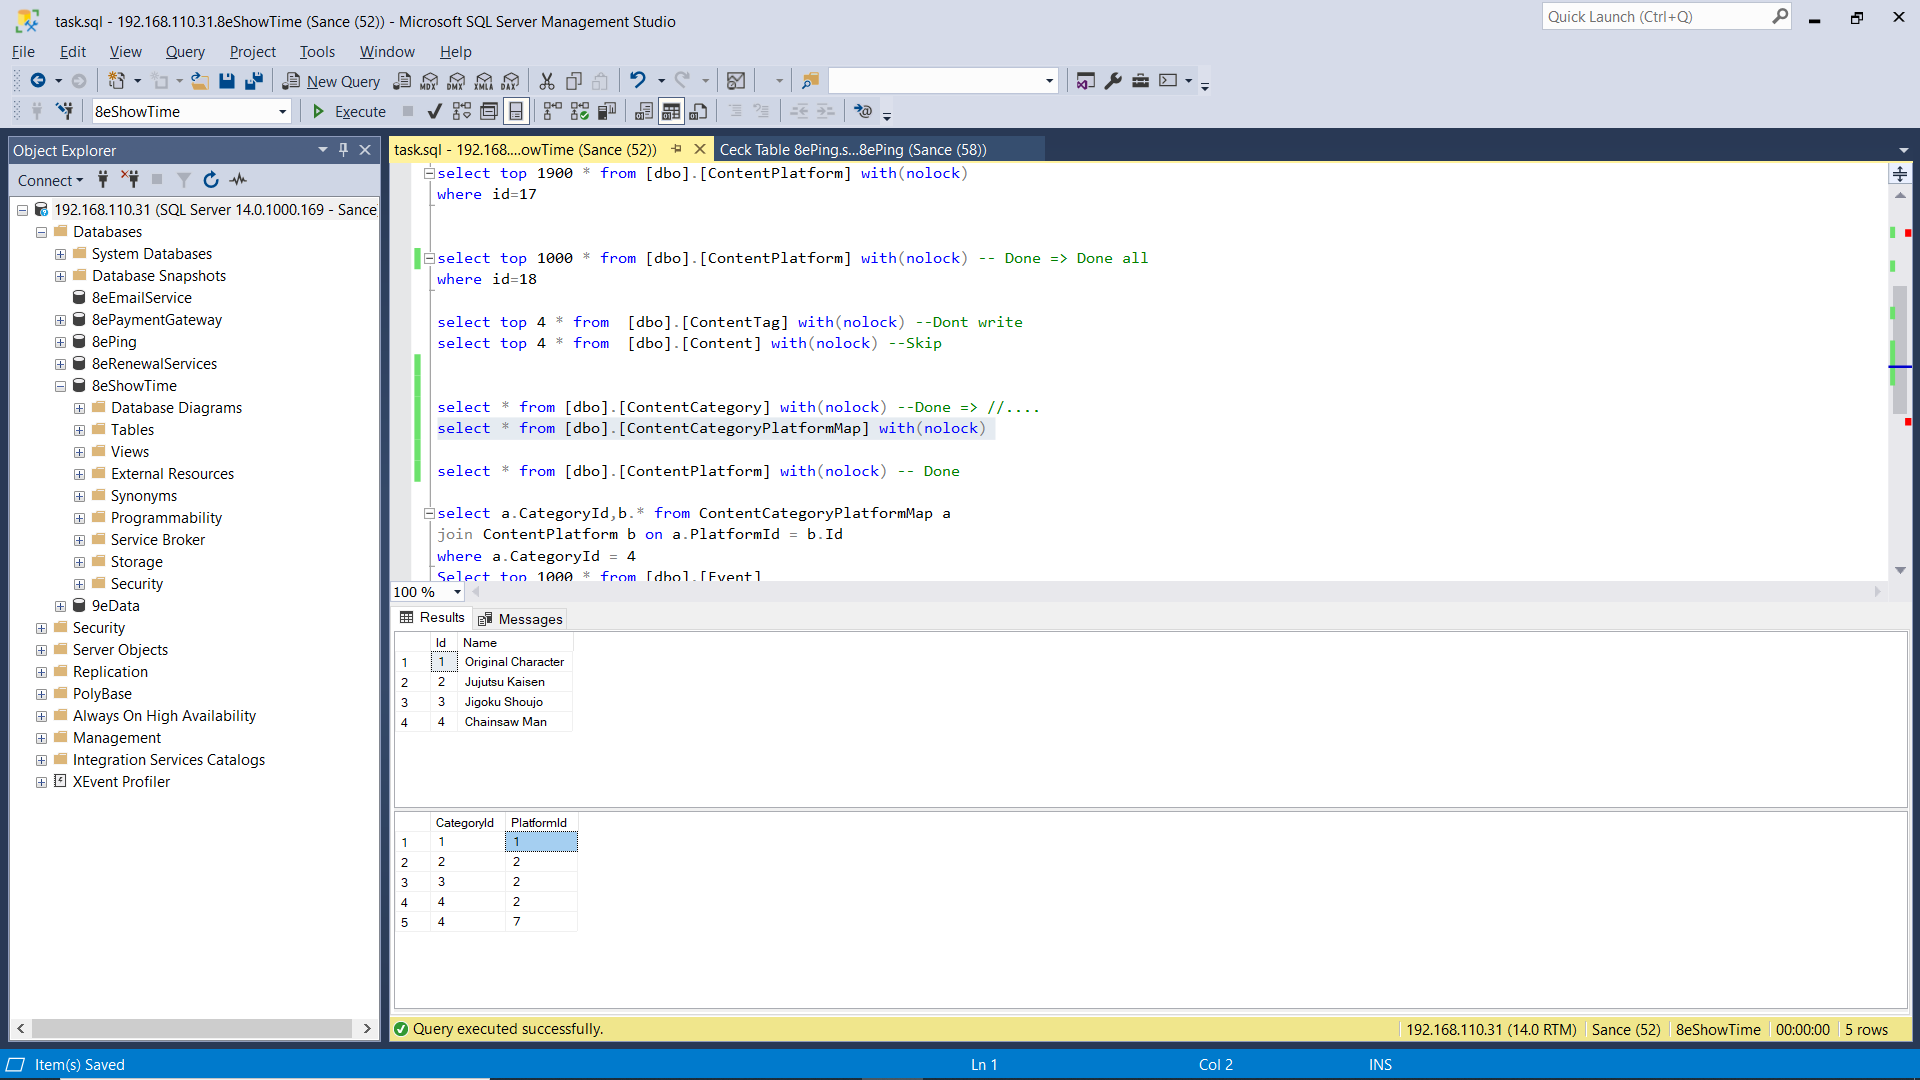 task.sql - 192.168.110.31.8eShowTime (Sance (52)) - Microsoft SQL Server Management Studio
Quick Launch (Ctrl+Q)
File Edit View Query Project Tools Window Help
New Query MDX DMX XMLA DAX
8eShowTime Execute
Object Explorer
Connect
192.168.110.31 (SQL Server 14.0.1000.169 - Sance
Databases
System Databases
Database Snapshots
8eEmailService
8ePaymentGateway
8ePing
8eRenewalServices
8eShowTime
Database Diagrams
Tables
Views
External Resources
Synonyms
Programmability
Service Broker
Storage
Security
9eData
Security
Server Objects
Replication
PolyBase
Always On High Availability
Management
Integration Services Catalogs
XEvent Profiler
task.sql - 192.168....owTime (Sance (52)) Ceck Table 8ePing.s...8ePing (Sance (58))
select top 1900 * from [dbo].[ContentPlatform] with(nolock)
where id=17
select top 1000 * from [dbo].[ContentPlatform] with(nolock) -- Done => Done all
where id=18
select top 4 * from  [dbo].[ContentTag] with(nolock) --Dont write
select top 4 * from  [dbo].[Content] with(nolock) --Skip
select * from [dbo].[ContentCategory] with(nolock) --Done => //....
select * from [dbo].[ContentCategoryPlatformMap] with(nolock)
select * from [dbo].[ContentPlatform] with(nolock) -- Done
select a.CategoryId,b.* from ContentCategoryPlatformMap a
join ContentPlatform b on a.PlatformId = b.Id
where a.CategoryId = 4
Select top 1000 * from [dbo].[Event]
100 %
Results Messages
Id Name
1 1 Original Character
2 2 Jujutsu Kaisen
3 3 Jigoku Shoujo
4 4 Chainsaw Man
CategoryId PlatformId
1 1 1
2 2 2
3 3 2
4 4 2
5 4 7
Query executed successfully.
192.168.110.31 (14.0 RTM) Sance (52) 8eShowTime 00:00:00 5 rows
Item(s) Saved Ln 1 Col 2 INS